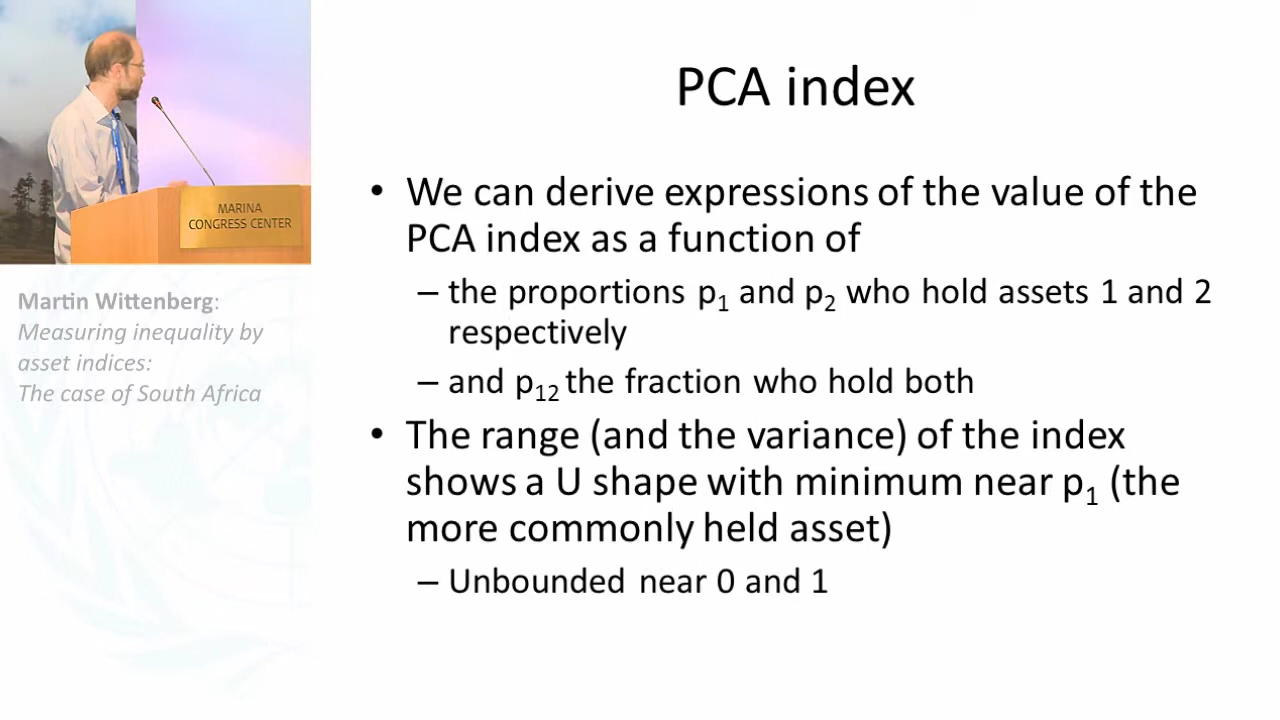 MARINA
CONGRESS CENTER
Martin Wittenberg:
Measuring inequality by
asset indices:
The case of South Africa
PCA index
• We can derive expressions of the value of the
PCA index as a function of
– the proportions p₁ and p₂ who hold assets 1 and 2
respectively
– and p₁₂ the fraction who hold both
• The range (and the variance) of the index
shows a U shape with minimum near p₁ (the
more commonly held asset)
– Unbounded near 0 and 1